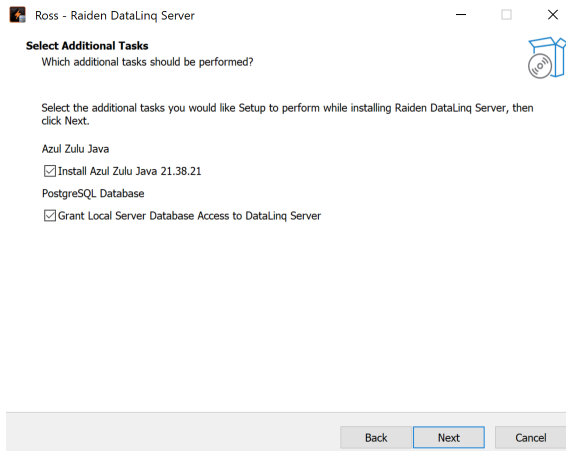 Ross - Raiden DataLinq Server
Select Additional Tasks
Which additional tasks should be performed?
Select the additional tasks you would like Setup to perform while installing Raiden DataLinq Server, then
click Next.
Azul Zulu Java
Install Azul Zulu Java 21.38.21
PostgreSQL Database
Grant Local Server Database Access to DataLinq Server
Back
Next
Cancel